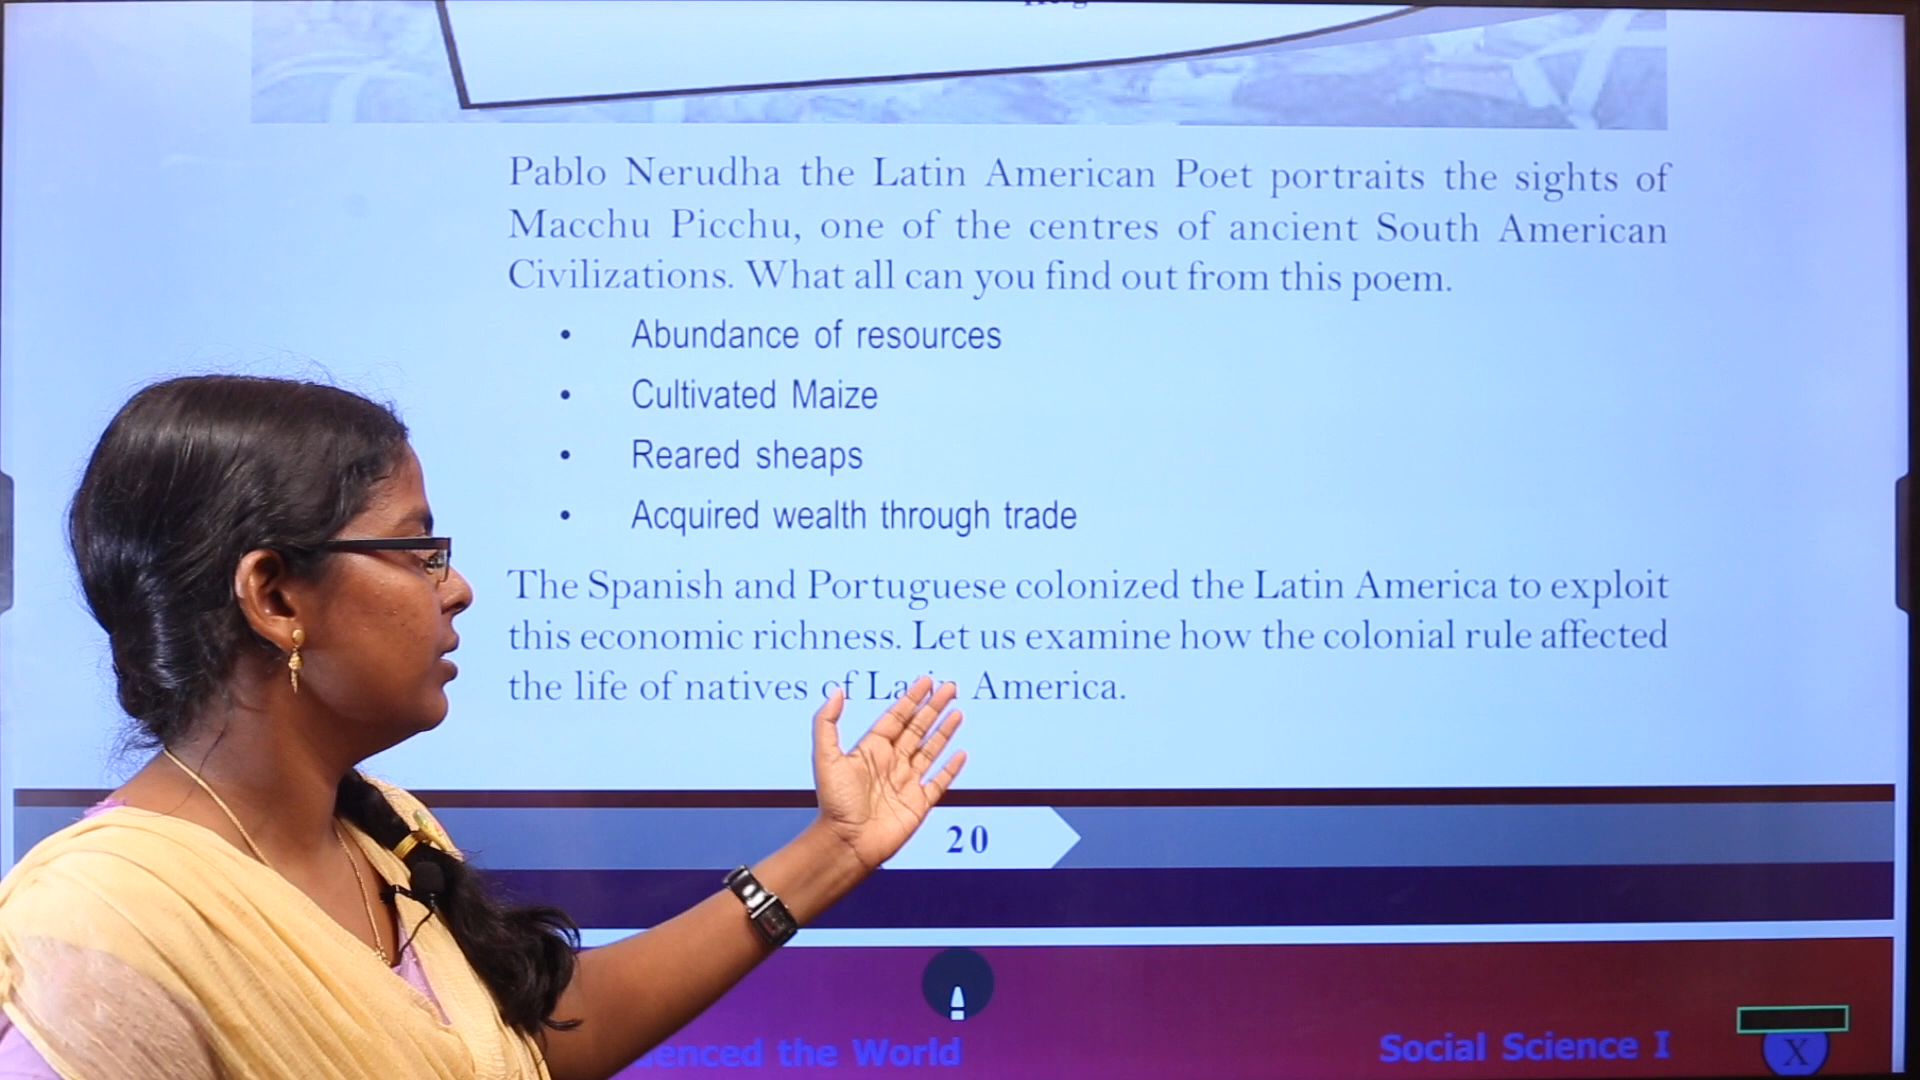 Pablo Nerudha the Latin American Poet portraits the sights of
Macchu Picchu, one of the centres of ancient South American
Civilizations. What all can you find out from this poem.
• Abundance of resources
• Cultivated Maize
• Reared sheaps
• Acquired wealth through trade
The Spanish and Portuguese colonized the Latin America to exploit
this economic richness. Let us examine how the colonial rule affected
the life of natives of Latin America.
20
the World
Social Science I
X